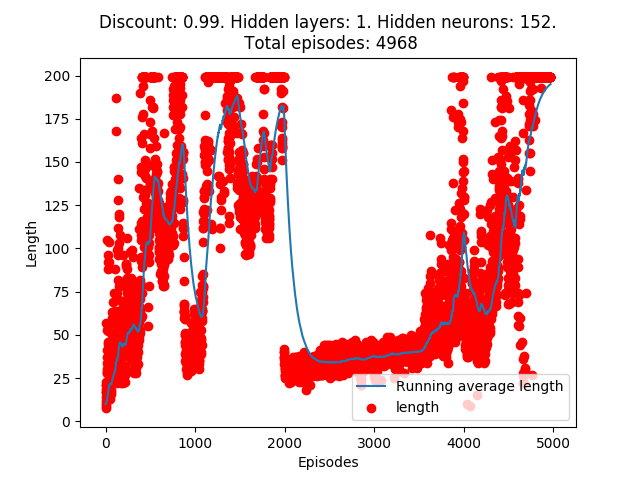 Discount: 0.99. Hidden layers: 1. Hidden neurons: 152.
Total episodes: 4968
200
175
150
125
100
75
50
25
0
Length
Running average length
length
0 1000 2000 3000 4000 5000
Episodes